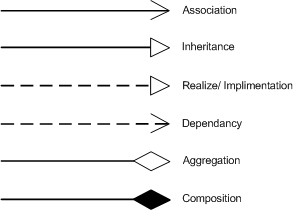 Association
Inheritance
Realize/ Implimentation
Dependancy
Aggregation
Composition